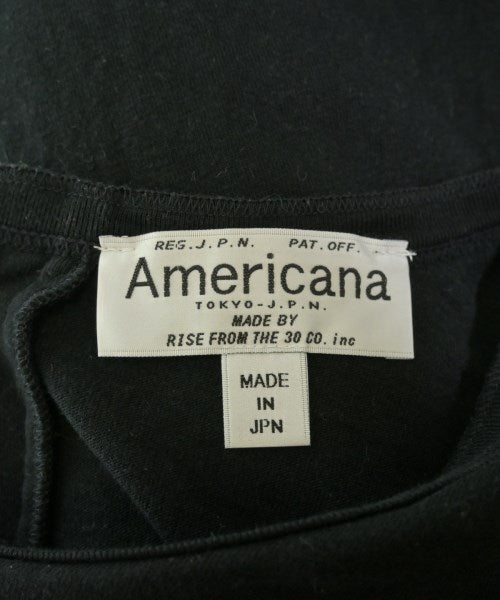 REG.J.P.N. PAT.OFF.
Americana
TOKYO-J.P.N.
MADE BY
RISE FROM THE 30 CO. inc
MADE
IN
JPN